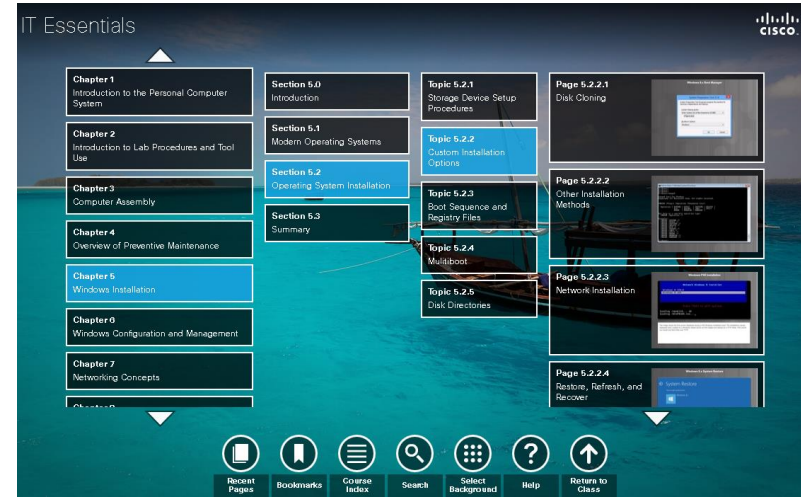 IT Essentials
CISCO.
Chapter 1
Introduction to the Personal Computer
System
Chapter 2
Introduction to Lab Procedures and Tool
Use
Chapter 3
Computer Assembly
Chapter 4
Overview of Preventive Maintenance
Chapter 5
Windows Installation
Chapter 6
Windows Configuration and Management
Chapter 7
Networking Concepts
Section 5.0
Introduction
Section 5.1
Modern Operating Systems
Section 5.2
Operating System Installation
Section 5.3
Summary
Topic 5.2.1
Storage Device Setup
Procedures
Topic 5.2.2
Custom Installation
Options
Topic 5.2.3
Boot Sequence and
Registry Files
Topic 5.2.4
Multiboot
Topic 5.2.5
Disk Directories
Page 5.2.2.1
Disk Cloning
Page 5.2.2.2
Other Installation
Methods
Page 5.2.2.3
Network Installation
Page 5.2.2.4
Restore, Refresh, and
Recover
System Restore
Recent
Pages
Bookmarks
Course
Index
Search
Select
Background
?
Help
Return to
Class